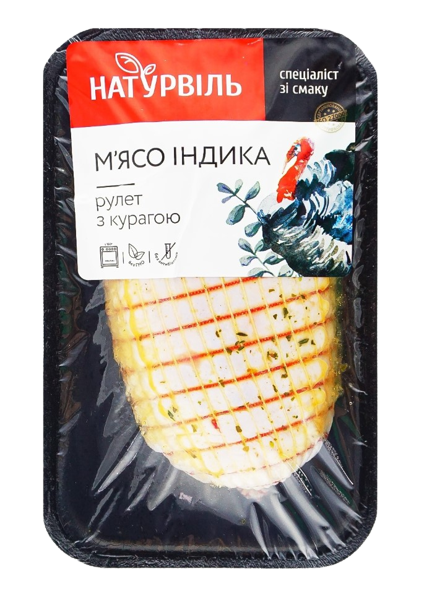 НАТУРВІЛЬ
спеціаліст
зі смаку
М'ЯСО ІНДИКА
рулет
з курагою